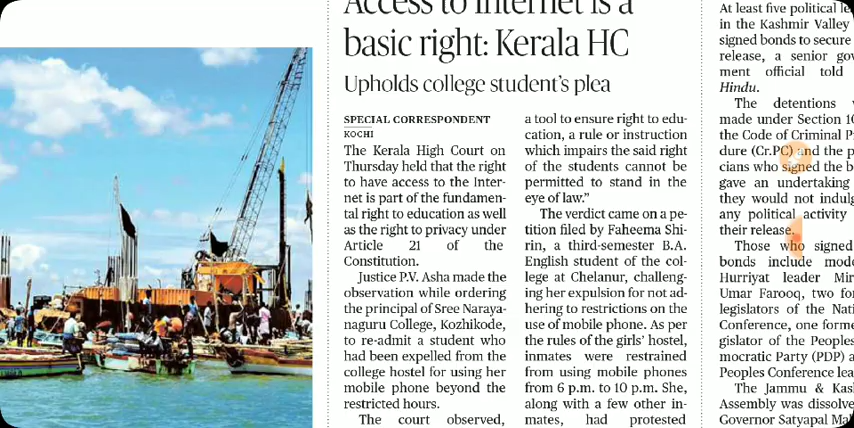 Access to Internet is a
basic right: Kerala HC
Upholds college student's plea
SPECIAL CORRESPONDENT
KOCHI
The Kerala High Court on
Thursday held that the right
to have access to the Inter-
net is part of the fundamen-
tal right to education as well
as the right to privacy under
Article 21 of the
Constitution.
Justice P.V. Asha made the
observation while ordering
the principal of Sree Naraya-
naguru College, Kozhikode,
to re-admit a student who
had been expelled from the
college hostel for using her
mobile phone beyond the
restricted hours.
The court observed,
a tool to ensure right to edu-
cation, a rule or instruction
which impairs the said right
of the students cannot be
permitted to stand in the
eye of law."
The verdict came on a pe-
tition filed by Faheema Shi-
rin, a third-semester B.A.
English student of the col-
lege at Chelanur, challeng-
ing her expulsion for not ad-
hering to restrictions on the
use of mobile phone. As per
the rules of the girls' hostel,
inmates were restrained
from using mobile phones
from 6 p.m. to 10 p.m. She,
along with a few other in-
mates, had protested
At least five political le
in the Kashmir Valley
signed bonds to secure
release, a senior gov
ment official told
Hindu.
The detentions
made under Section 10
the Code of Criminal P
dure (Cr.PC) and the p
cians who signed the b
gave an undertaking
they would not indulg
any political activity
their release.
Those who signed
bonds include mode
Hurriyat leader Mir
Umar Farooq, two fo
legislators of the Nati
Conference, one forme
gislator of the Peoples
mocratic Party (PDP) a
Peoples Conference lea
The Jammu & Kas
Assembly was dissolve
Governor Satyapal Mal